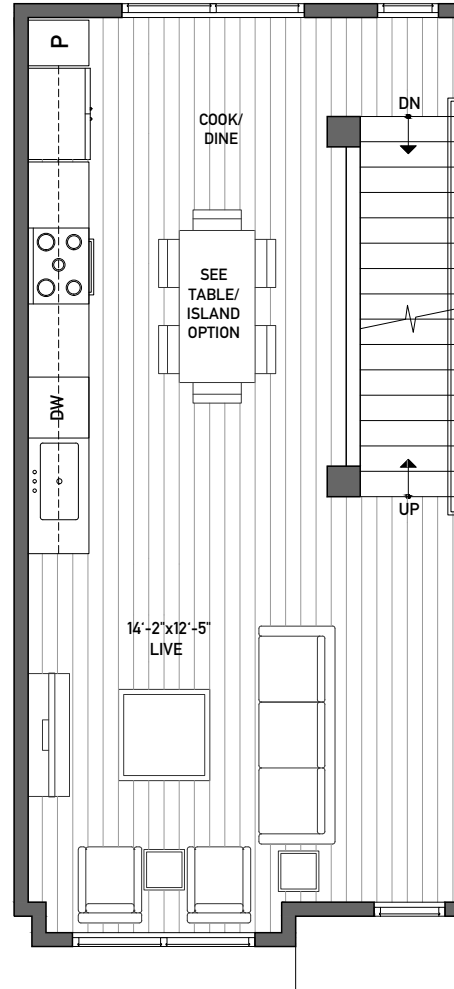 P
DN
COOK/
DINE
SEE
TABLE/
ISLAND
OPTION
DW
UP
14'-2"x12'-5"
LIVE